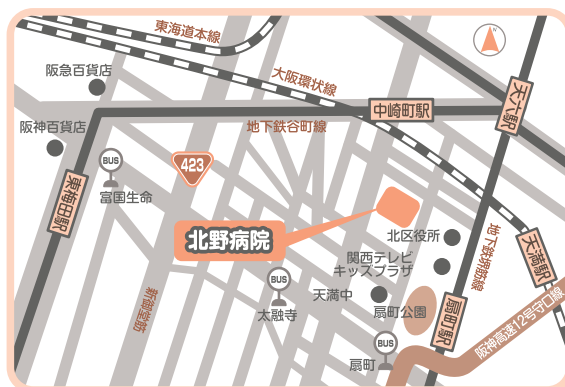 東海道本線
阪急百貨店
大阪環状線
天六駅
中崎町駅
阪神百貨店
地下鉄谷町線
BUS
423
富国生命
東梅田駅
北野病院
北区役所
地下鉄堺筋線
天満駅
関西テレビ
キッズプラザ
BUS
新御堂筋
天満中
太融寺
扇町公園
扇町駅
阪神高速12号守口線
BUS
扇町